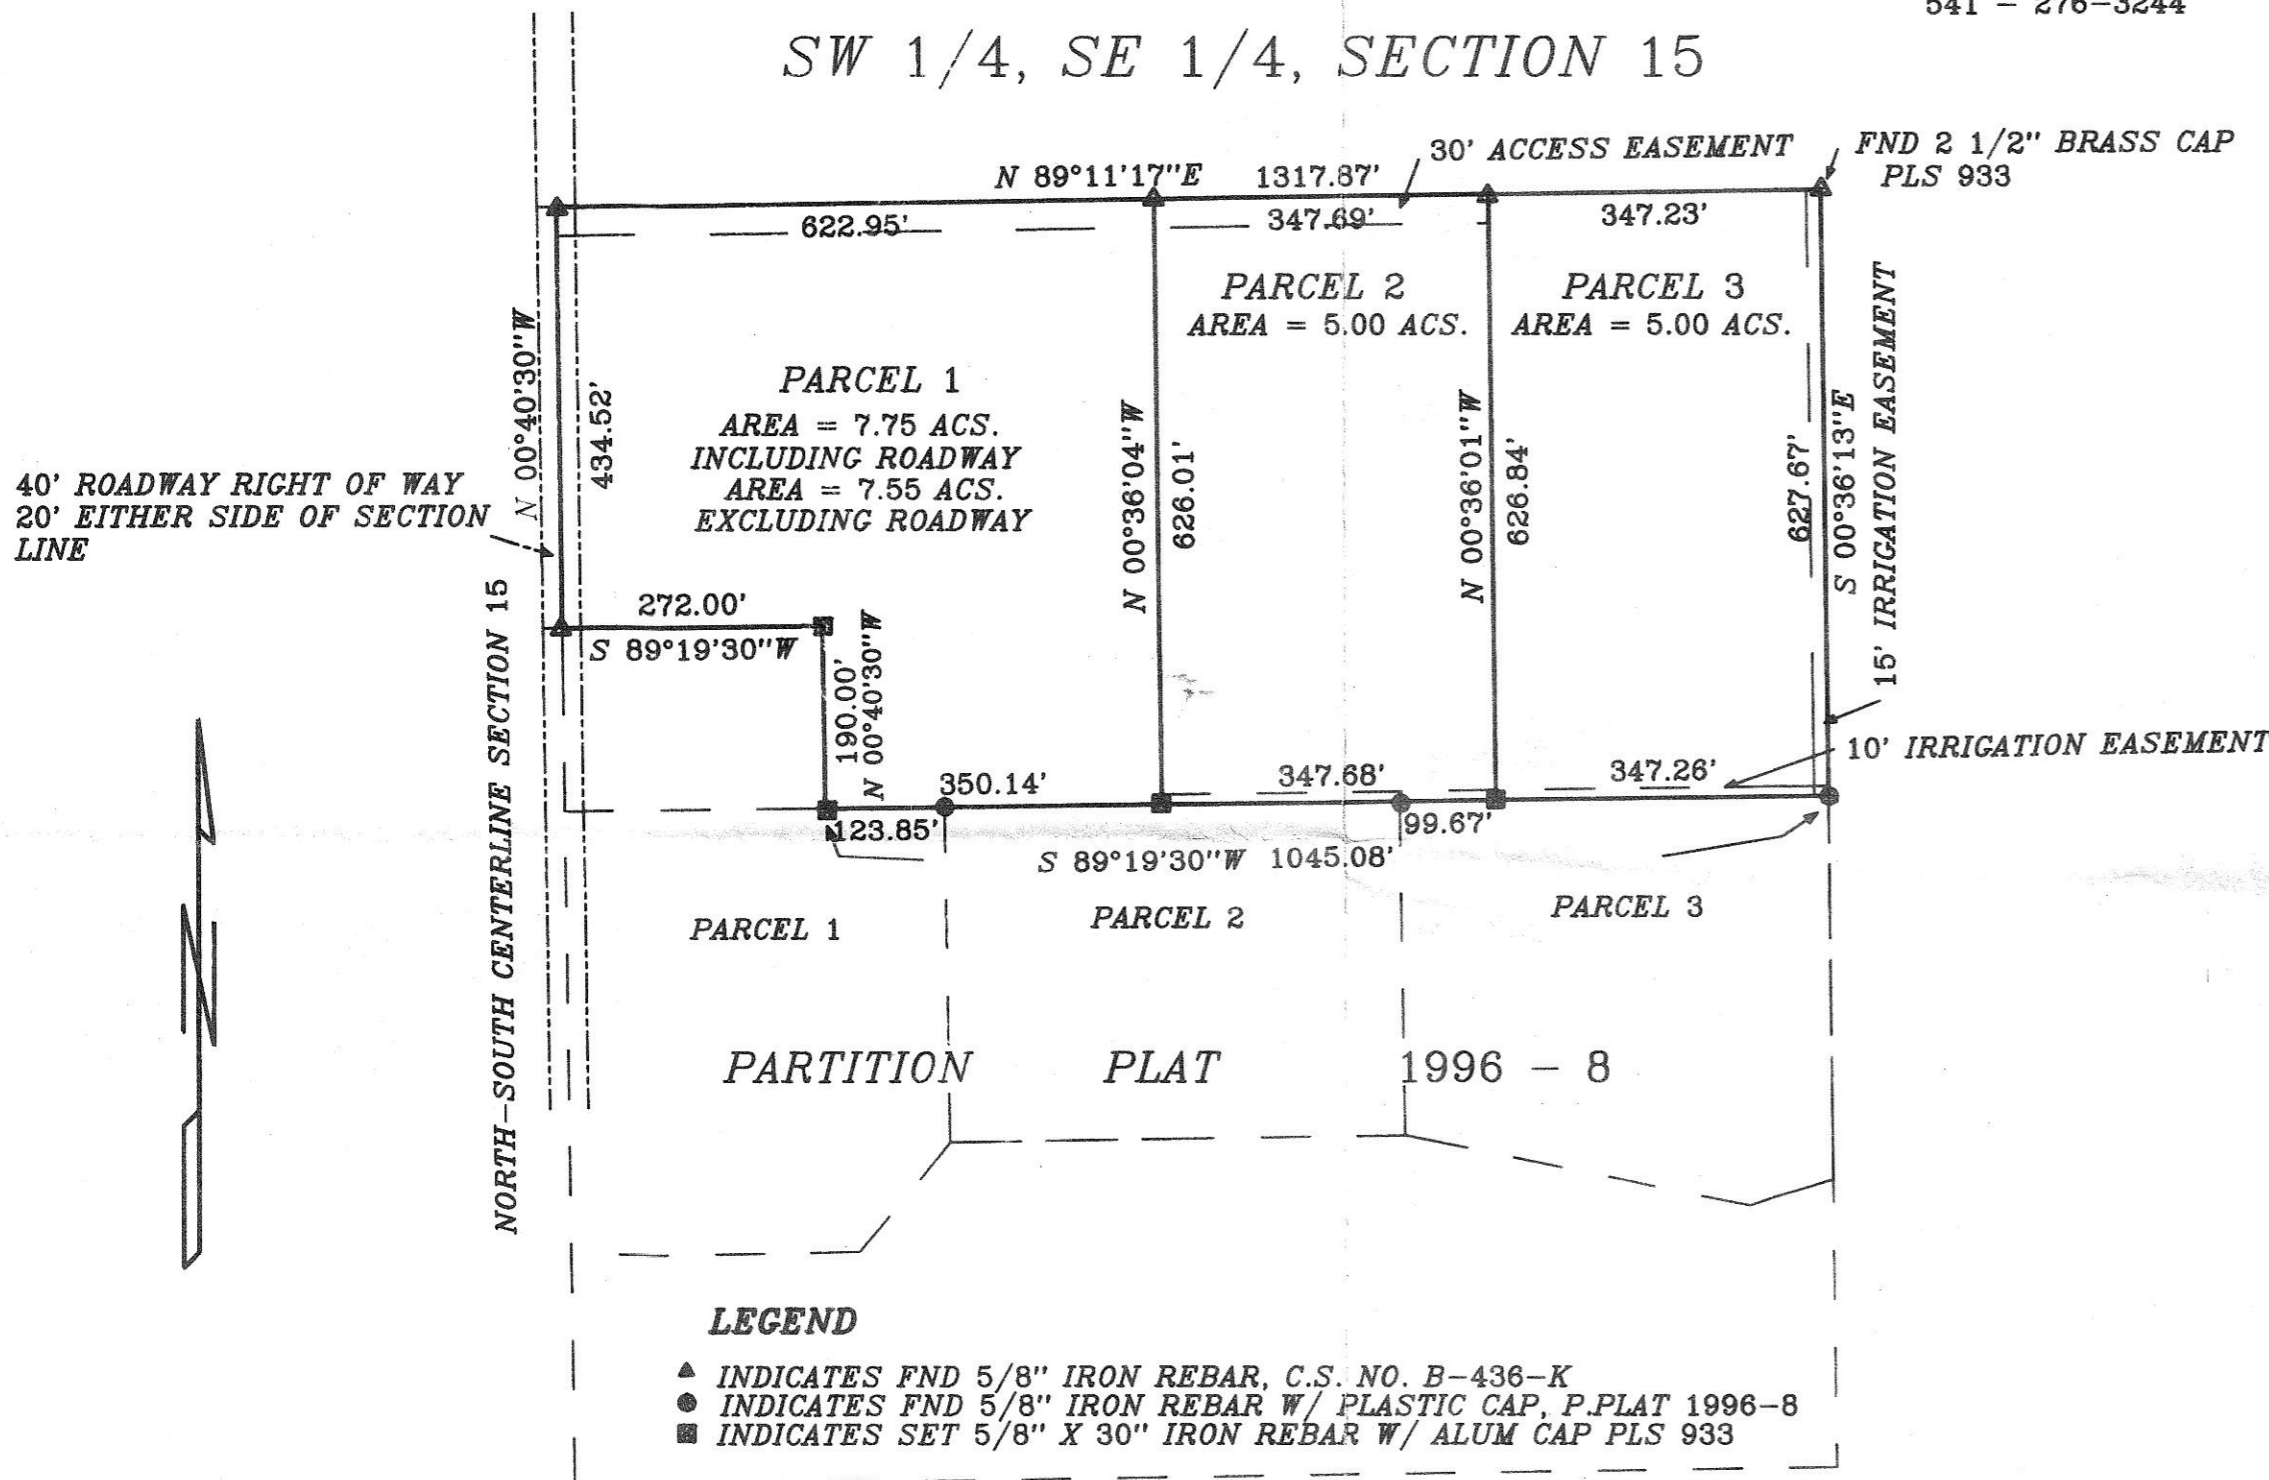 541 - 276-3244
SW 1/4, SE 1/4, SECTION 15
30' ACCESS EASEMENT
FND 2 1/2" BRASS CAP
PLS 933
N 89°11'17"E 1317.87'
622.95'
347.69'
347.23'
PARCEL 2
AREA = 5.00 ACS.
PARCEL 3
AREA = 5.00 ACS.
PARCEL 1
AREA = 7.75 ACS.
INCLUDING ROADWAY
AREA = 7.55 ACS.
EXCLUDING ROADWAY
N 00°40'30"W
434.52'
N 00°36'04"W
626.01'
N 00°36'01"W
626.84'
627.67'
S 00°36'13"E
15' IRRIGATION EASEMENT
40' ROADWAY RIGHT OF WAY
20' EITHER SIDE OF SECTION
LINE
272.00'
S 89°19'30"W
190.00'
N 00°40'30"W
NORTH-SOUTH CENTERLINE SECTION 15
10' IRRIGATION EASEMENT
350.14'
347.68'
347.26'
123.85'
99.67'
S 89°19'30"W 1045.08'
PARCEL 1
PARCEL 2
PARCEL 3
PARTITION PLAT 1996 - 8
N
LEGEND
INDICATES FND 5/8" IRON REBAR, C.S. NO. B-436-K
INDICATES FND 5/8" IRON REBAR W/ PLASTIC CAP, P.PLAT 1996-8
INDICATES SET 5/8" X 30" IRON REBAR W/ ALUM CAP PLS 933